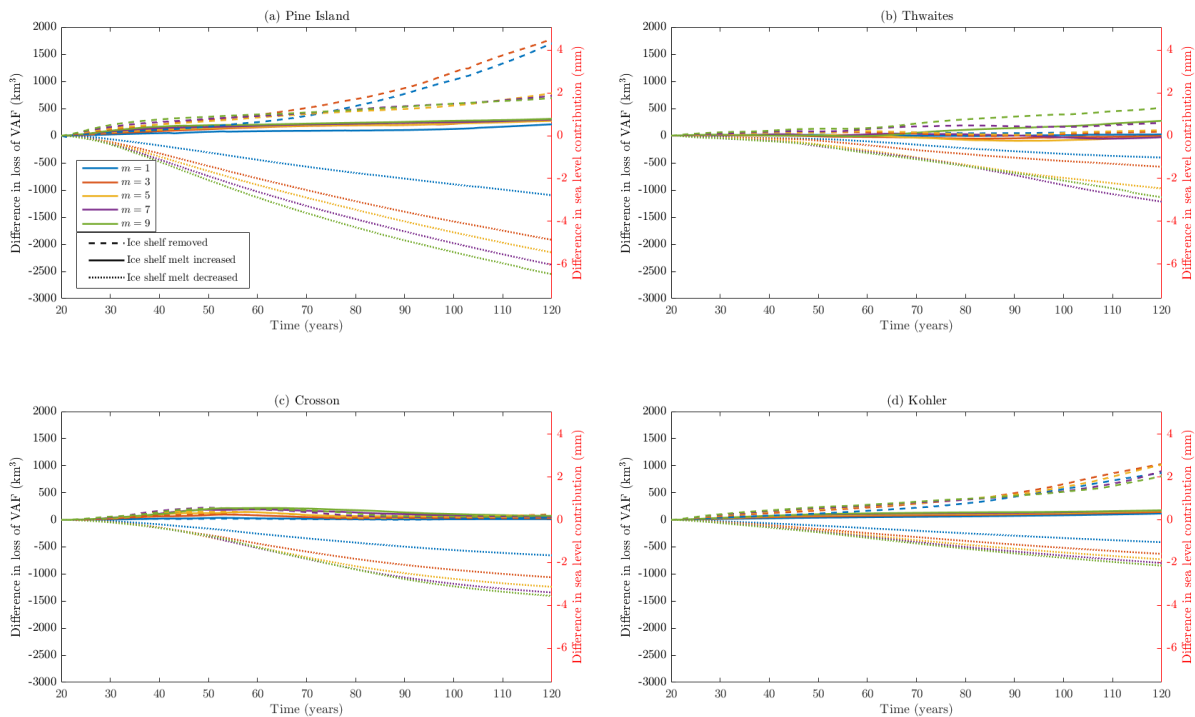 (a) Pine Island
Difference in loss of VAF (km³)
2000
1500
1000
500
0
-500
-1000
-1500
-2000
-2500
-3000
m = 1
m = 3
m = 5
m = 7
m = 9
Ice shelf removed
Ice shelf melt increased
Ice shelf melt decreased
4
2
0
-2
-4
-6
Difference in sea level contribution (mm)
20 30 40 50 60 70 80 90 100 110 120
Time (years)
(b) Thwaites
Difference in loss of VAF (km³)
2000
1500
1000
500
0
-500
-1000
-1500
-2000
-2500
-3000
4
2
0
-2
-4
-6
Difference in sea level contribution (mm)
20 30 40 50 60 70 80 90 100 110 120
Time (years)
(c) Crosson
Difference in loss of VAF (km³)
2000
1500
1000
500
0
-500
-1000
-1500
-2000
-2500
-3000
4
2
0
-2
-4
-6
Difference in sea level contribution (mm)
20 30 40 50 60 70 80 90 100 110 120
Time (years)
(d) Kohler
Difference in loss of VAF (km³)
2000
1500
1000
500
0
-500
-1000
-1500
-2000
-2500
-3000
4
2
0
-2
-4
-6
Difference in sea level contribution (mm)
20 30 40 50 60 70 80 90 100 110 120
Time (years)